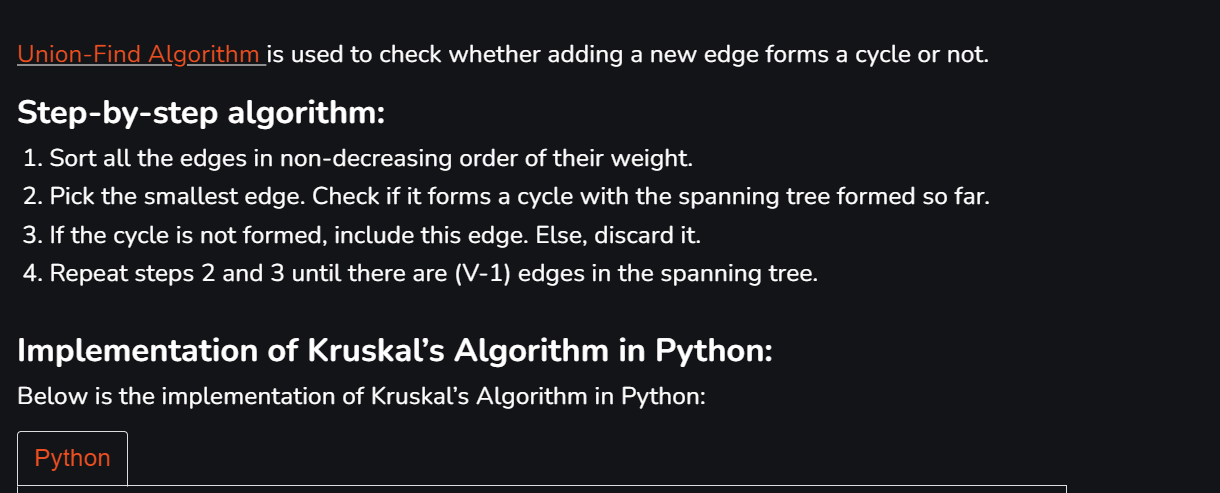 Union-Find Algorithm is used to check whether adding a new edge forms a cycle or not.
Step-by-step algorithm:
1. Sort all the edges in non-decreasing order of their weight.
2. Pick the smallest edge. Check if it forms a cycle with the spanning tree formed so far.
3. If the cycle is not formed, include this edge. Else, discard it.
4. Repeat steps 2 and 3 until there are (V-1) edges in the spanning tree.
Implementation of Kruskal’s Algorithm in Python:
Below is the implementation of Kruskal’s Algorithm in Python:
Python